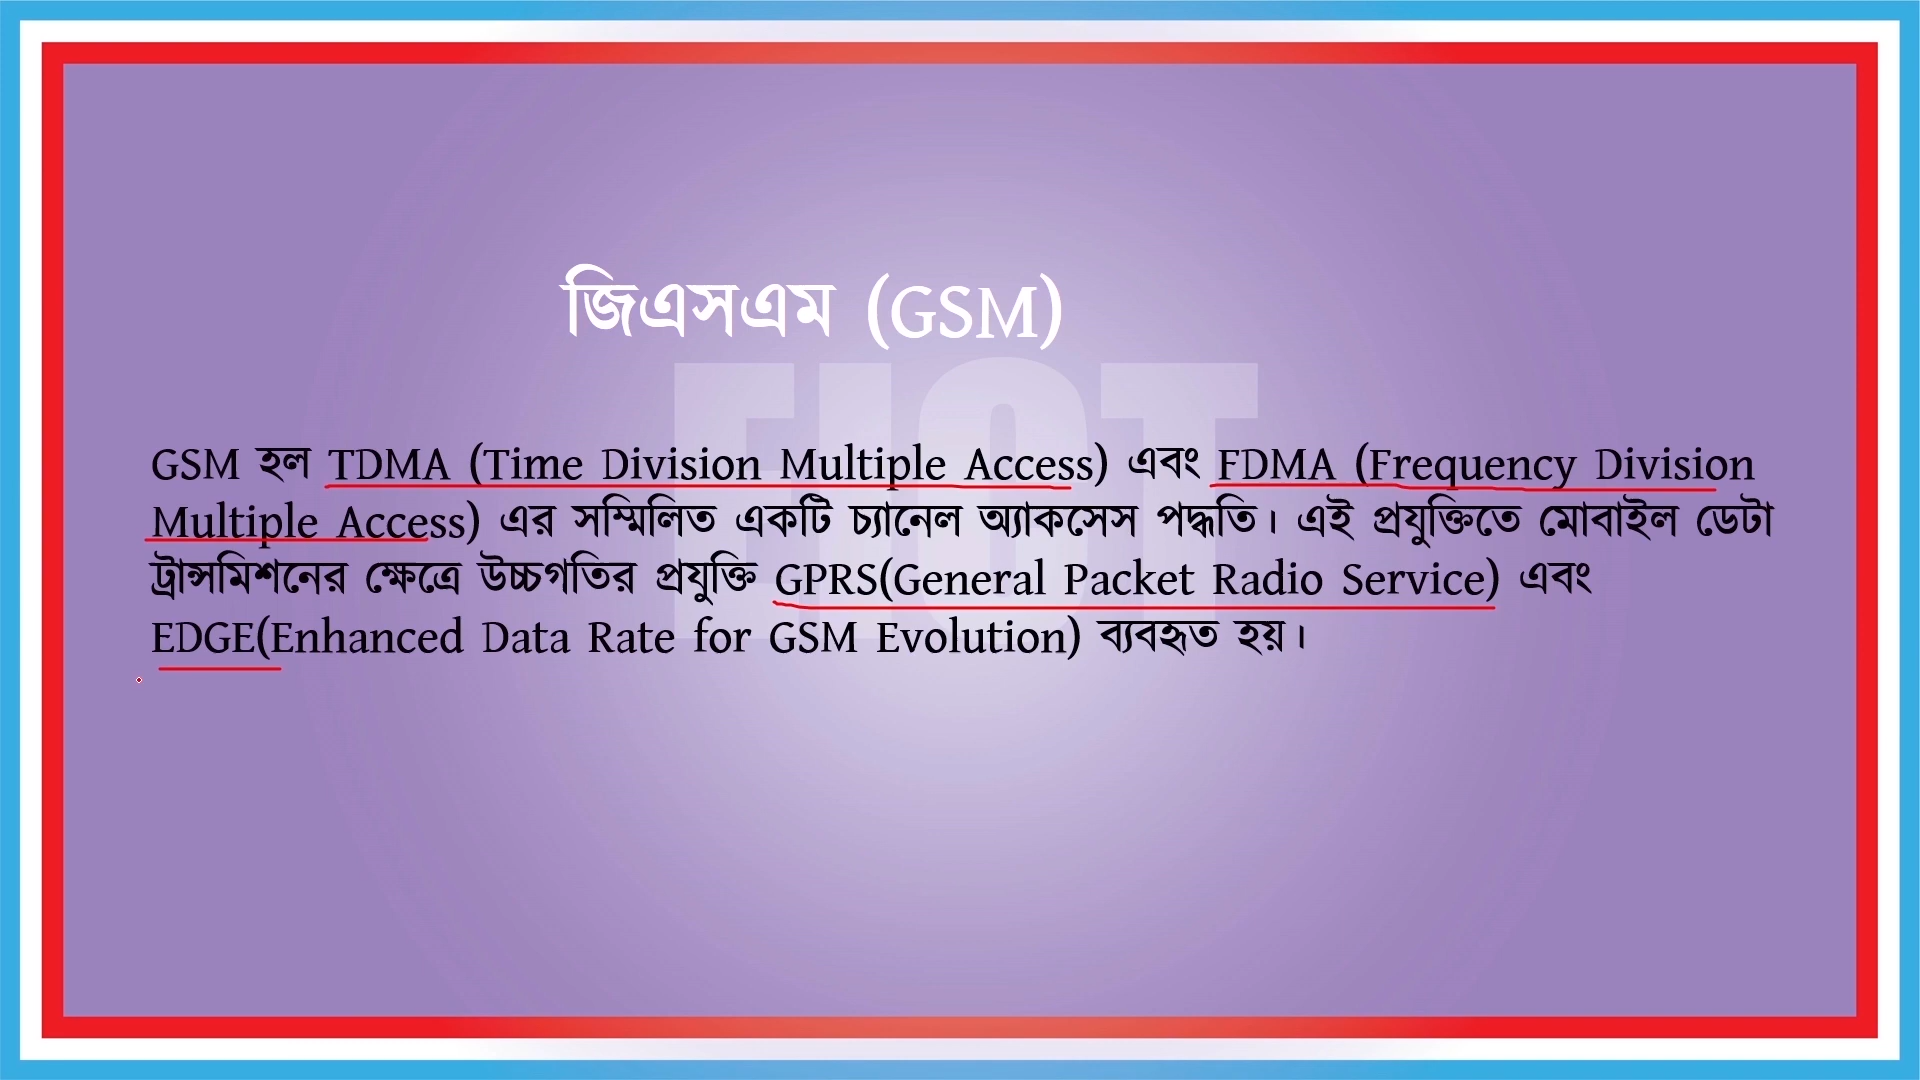 জিএসএম (GSM)
EICT
GSM হল TDMA (Time Division Multiple Access) এবং FDMA (Frequency Division
Multiple Access) এর সম্মিলিত একটি চ্যানেল অ্যাকসেস পদ্ধতি। এই প্রযুক্তিতে মোবাইল ডেটা
ট্রান্সমিশনের ক্ষেত্রে উচ্চগতির প্রযুক্তি GPRS(General Packet Radio Service) এবং
EDGE(Enhanced Data Rate for GSM Evolution) ব্যবহৃত হয়।